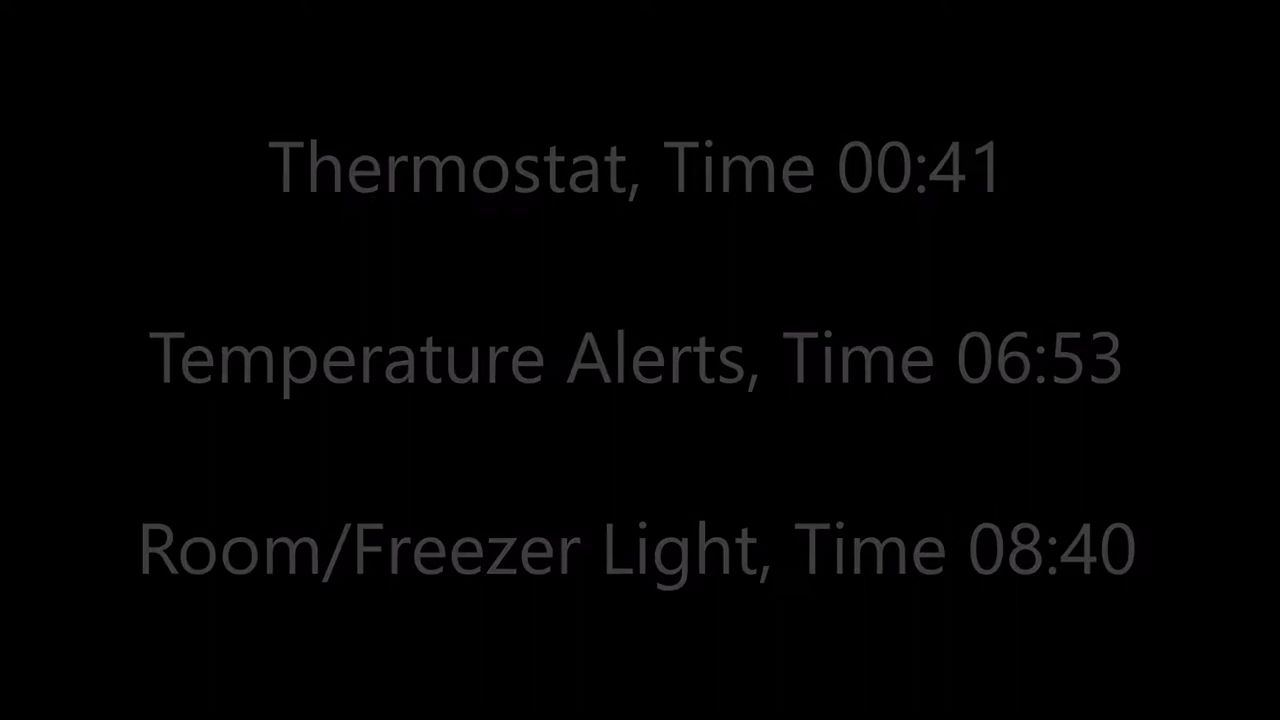 Thermostat, Time 00:41
Temperature Alerts, Time 06:53
Room/Freezer Light, Time 08:40